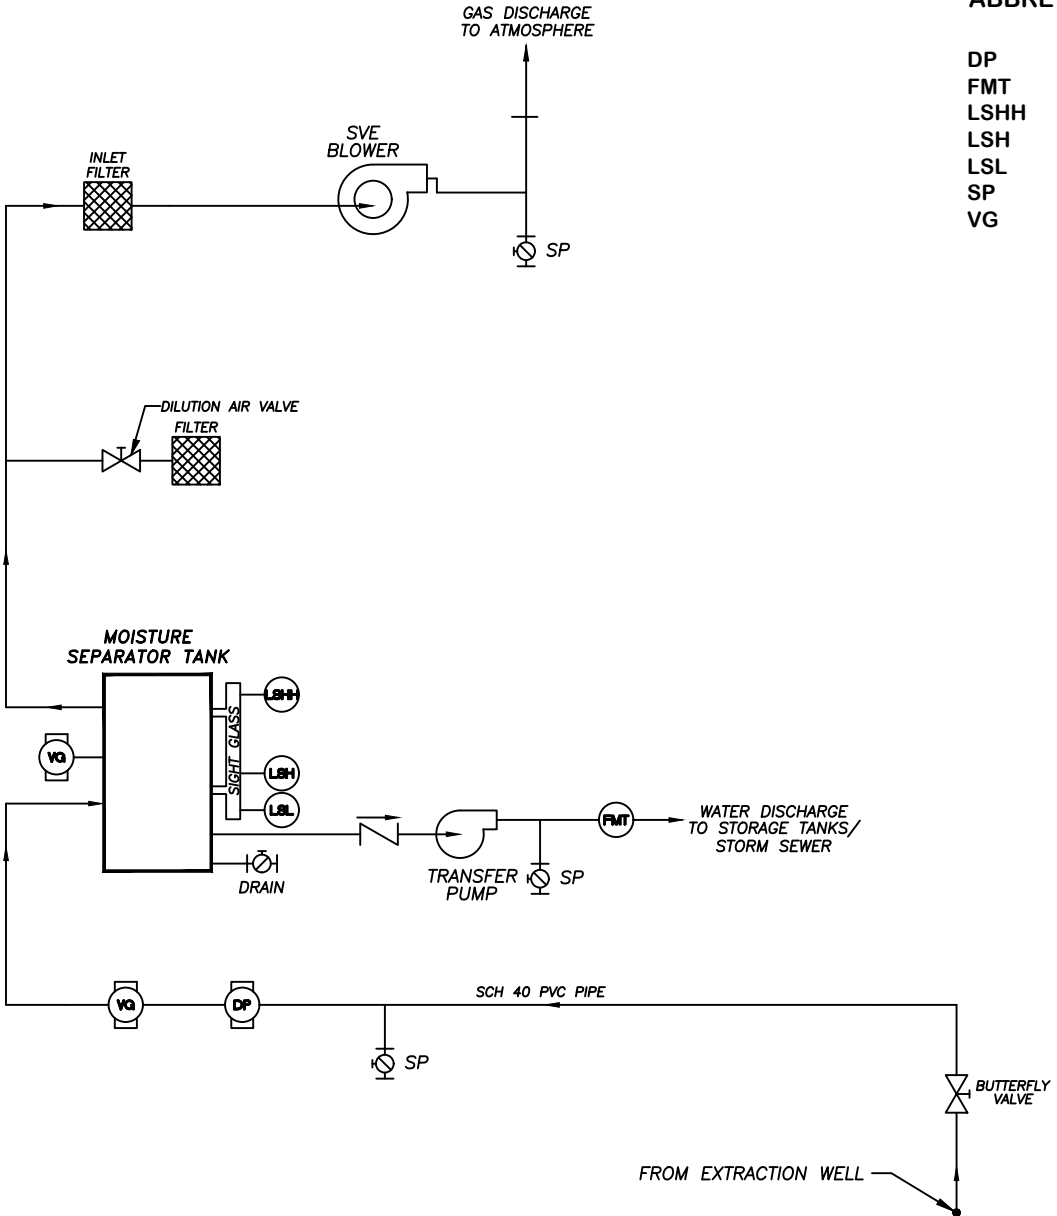 GAS DISCHARGE
TO ATMOSPHERE
DP
FMT
LSHH
LSH
LSL
SP
VG
SVE
BLOWER
INLET
FILTER
SP
DILUTION AIR VALVE
FILTER
MOISTURE
SEPARATOR TANK
LSHH
SIGHT GLASS
VG
LSH
LSL
WATER DISCHARGE
TO STORAGE TANKS/
STORM SEWER
FMT
TRANSFER
PUMP
SP
DRAIN
SCH 40 PVC PIPE
VG
DP
SP
BUTTERFLY
VALVE
FROM EXTRACTION WELL